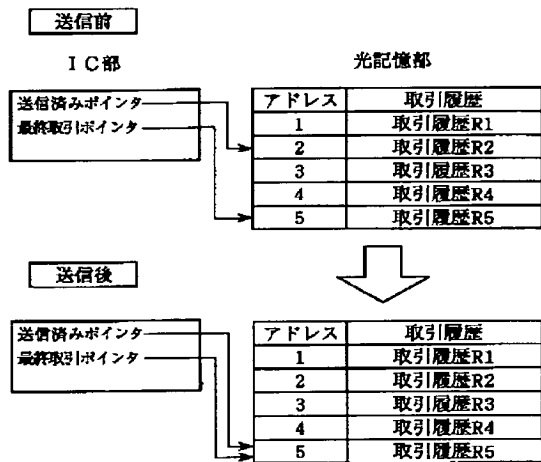 送信前
IC部
光記憶部
送信済みポインタ
最終取引ポインタ
アドレス 取引履歴
1 取引履歴R1
2 取引履歴R2
3 取引履歴R3
4 取引履歴R4
5 取引履歴R5
送信後
送信済みポインタ
最終取引ポインタ
アドレス 取引履歴
1 取引履歴R1
2 取引履歴R2
3 取引履歴R3
4 取引履歴R4
5 取引履歴R5